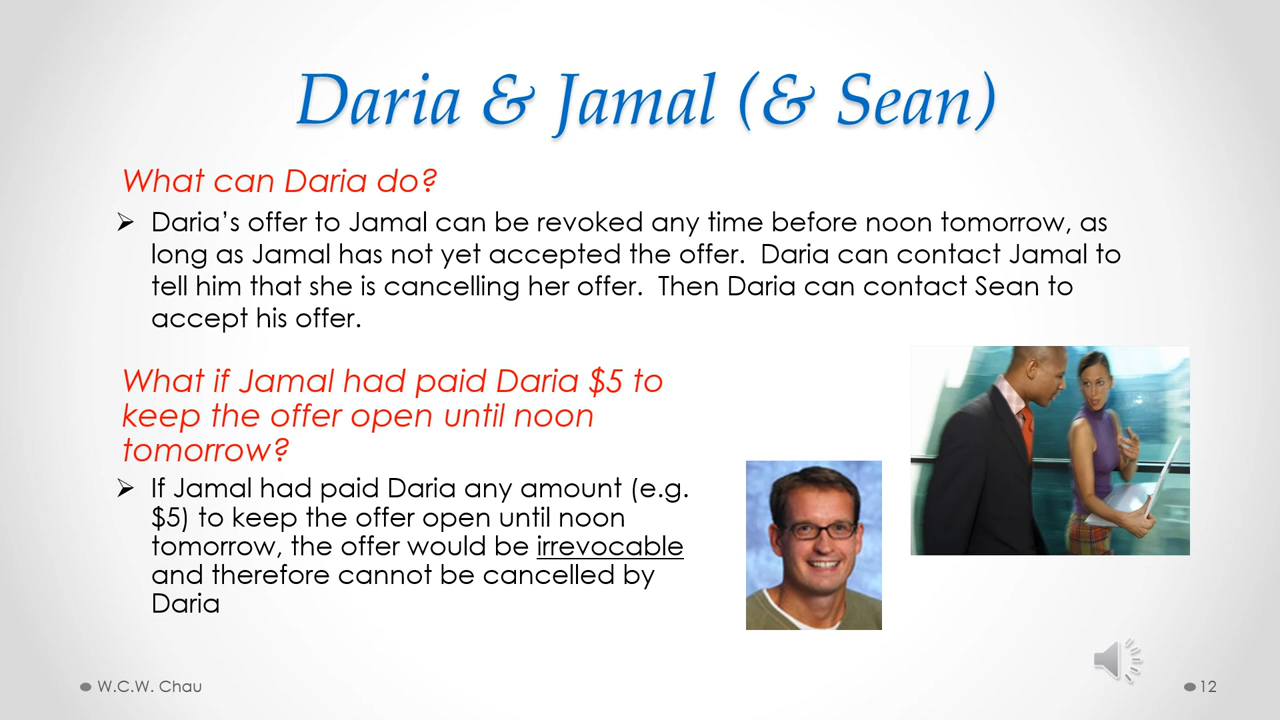 Daria & Jamal (& Sean)
What can Daria do?
Daria’s offer to Jamal can be revoked any time before noon tomorrow, as
long as Jamal has not yet accepted the offer.  Daria can contact Jamal to
tell him that she is cancelling her offer.  Then Daria can contact Sean to
accept his offer.
What if Jamal had paid Daria $5 to
keep the offer open until noon
tomorrow?
If Jamal had paid Daria any amount (e.g.
$5) to keep the offer open until noon
tomorrow, the offer would be irrevocable
and therefore cannot be cancelled by
Daria
W.C.W. Chau
12